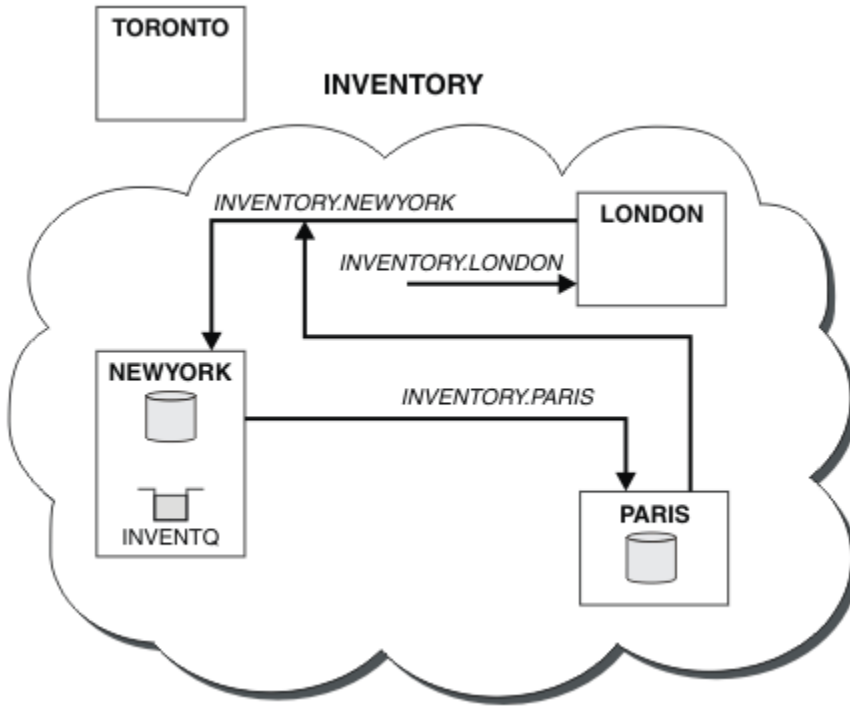 TORONTO
INVENTORY
INVENTORY.NEWYORK
LONDON
INVENTORY.LONDON
NEWYORK
INVENTORY.PARIS
PARIS
INVENTQ